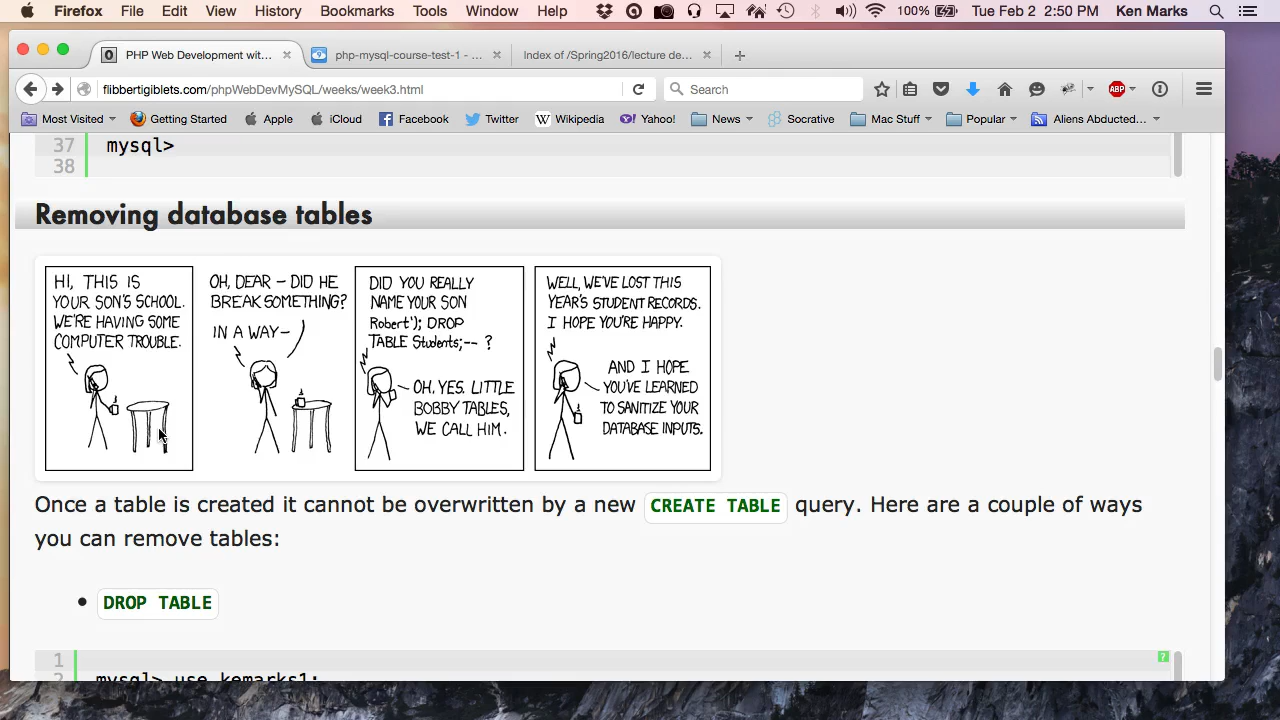 Firefox File Edit View History Bookmarks Tools Window Help 100% Tue Feb 2 2:50 PM Ken Marks
PHP Web Development wit... php-mysql-course-test-1 - ... Index of /Spring2016/lecture de...
flibbertigiblets.com/phpWebDevMySQL/weeks/week3.html Search ABP
Most Visited Getting Started Apple iCloud Facebook Twitter Wikipedia Yahoo! News Socrative Mac Stuff Popular Aliens Abducted...
37 mysql>
38
Removing database tables
HI, THIS IS
YOUR SON'S SCHOOL.
WE'RE HAVING SOME
COMPUTER TROUBLE.
OH, DEAR – DID HE
BREAK SOMETHING?
IN A WAY–
DID YOU REALLY
NAME YOUR SON
Robert'); DROP
TABLE Students;-- ?
OH, YES. LITTLE
BOBBY TABLES,
WE CALL HIM.
WELL, WE'VE LOST THIS
YEAR'S STUDENT RECORDS.
I HOPE YOU'RE HAPPY.
AND I HOPE
YOU'VE LEARNED
TO SANITIZE YOUR
DATABASE INPUTS.
Once a table is created it cannot be overwritten by a new CREATE TABLE query. Here are a couple of ways
you can remove tables:
• DROP TABLE
1 ?
2 mysql> use kemarks1;